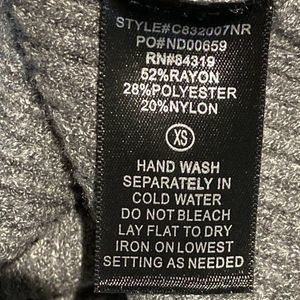 STYLE#C632007NR
PO#ND00659
RN#84319
52%RAYON
28%POLYESTER
20%NYLON
XS
HAND WASH
SEPARATELY IN
COLD WATER
DO NOT BLEACH
LAY FLAT TO DRY
IRON ON LOWEST
SETTING AS NEEDED